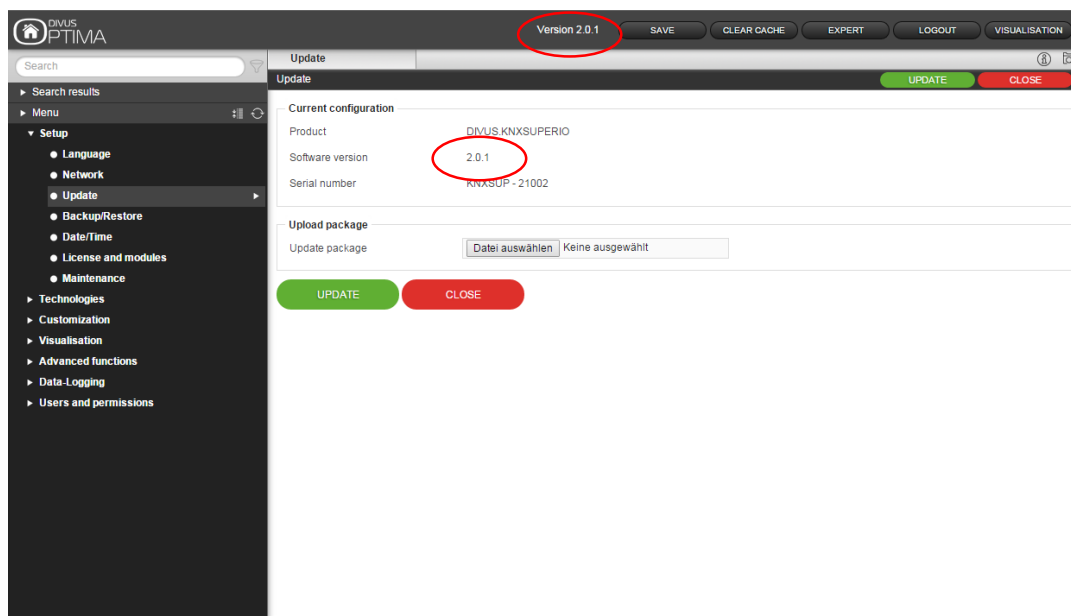 DIVUS
OPTIMA
Version 2.0.1
SAVE
CLEAR CACHE
EXPERT
LOGOUT
VISUALISATION
Search
Search results
Menu
Setup
Language
Network
Update
Backup/Restore
Date/Time
License and modules
Maintenance
Technologies
Customization
Visualisation
Advanced functions
Data-Logging
Users and permissions
Update
Update
UPDATE
CLOSE
Current configuration
Product DIVUS.KNXSUPERIO
Software version 2.0.1
Serial number KNXSUP - 21002
Upload package
Update package Datei auswählen Keine ausgewählt
UPDATE
CLOSE